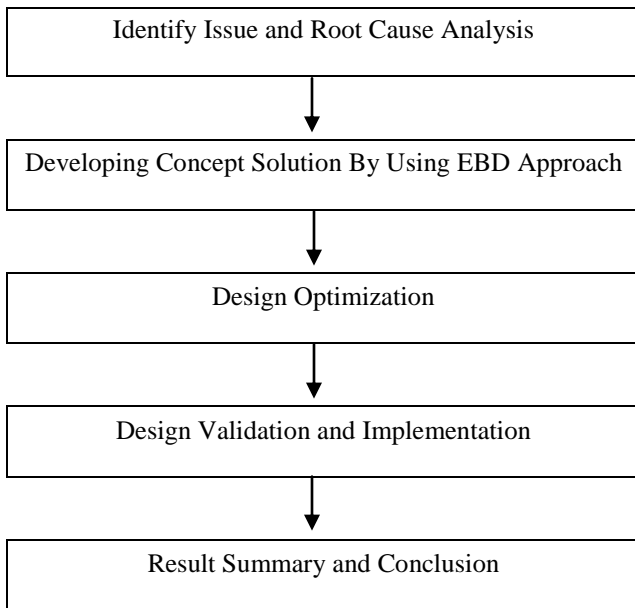 Identify Issue and Root Cause Analysis
Developing Concept Solution By Using EBD Approach
Design Optimization
Design Validation and Implementation
Result Summary and Conclusion